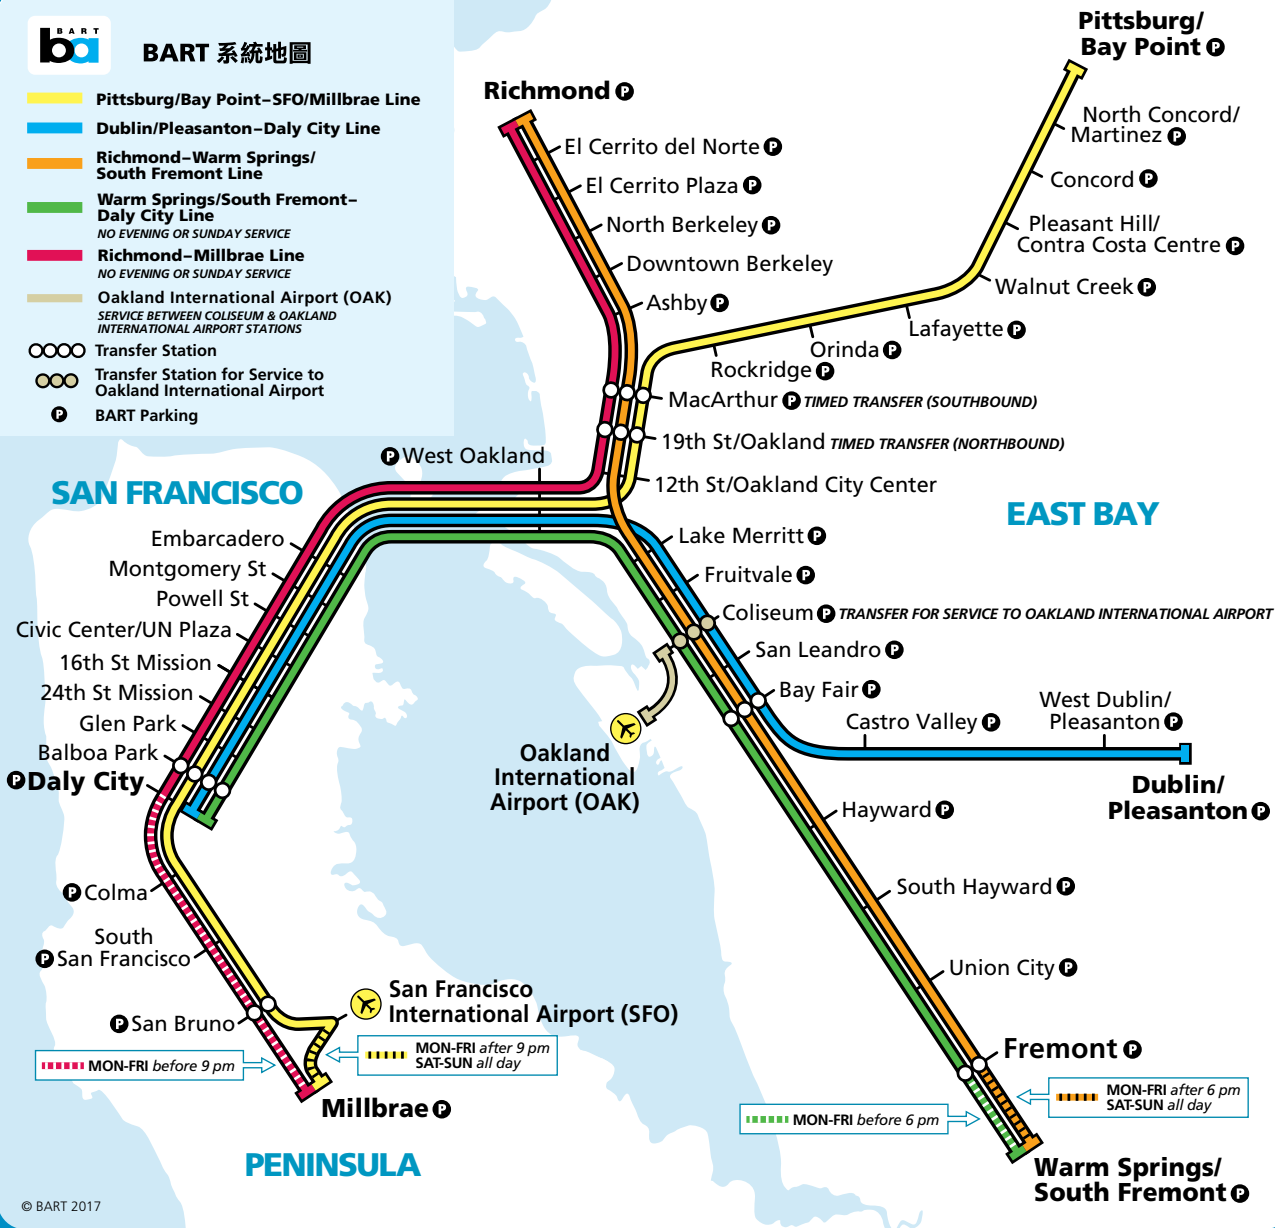 BART
ba
BART 系統地圖
Pittsburg/Bay Point–SFO/Millbrae Line
Dublin/Pleasanton–Daly City Line
Richmond–Warm Springs/
South Fremont Line
Warm Springs/South Fremont–
Daly City Line
NO EVENING OR SUNDAY SERVICE
Richmond–Millbrae Line
NO EVENING OR SUNDAY SERVICE
Oakland International Airport (OAK)
SERVICE BETWEEN COLISEUM & OAKLAND
INTERNATIONAL AIRPORT STATIONS
Transfer Station
Transfer Station for Service to
Oakland International Airport
P BART Parking
Pittsburg/
Bay Point P
North Concord/
Martinez P
Concord P
Pleasant Hill/
Contra Costa Centre P
Walnut Creek P
Lafayette P
Orinda P
Rockridge P
Richmond P
El Cerrito del Norte P
El Cerrito Plaza P
North Berkeley P
Downtown Berkeley
Ashby P
MacArthur P TIMED TRANSFER (SOUTHBOUND)
19th St/Oakland TIMED TRANSFER (NORTHBOUND)
12th St/Oakland City Center
P West Oakland
SAN FRANCISCO
EAST BAY
Embarcadero
Montgomery St
Powell St
Civic Center/UN Plaza
16th St Mission
24th St Mission
Glen Park
Balboa Park
P Daly City
P Colma
South
P San Francisco
P San Bruno
San Francisco
International Airport (SFO)
MON-FRI before 9 pm
MON-FRI after 9 pm
SAT-SUN all day
Millbrae P
PENINSULA
Lake Merritt P
Fruitvale P
Coliseum P TRANSFER FOR SERVICE TO OAKLAND INTERNATIONAL AIRPORT
San Leandro P
Bay Fair P
Oakland
International
Airport (OAK)
Castro Valley P
West Dublin/
Pleasanton P
Dublin/
Pleasanton P
Hayward P
South Hayward P
Union City P
Fremont P
MON-FRI after 6 pm
SAT-SUN all day
MON-FRI before 6 pm
Warm Springs/
South Fremont P
© BART 2017